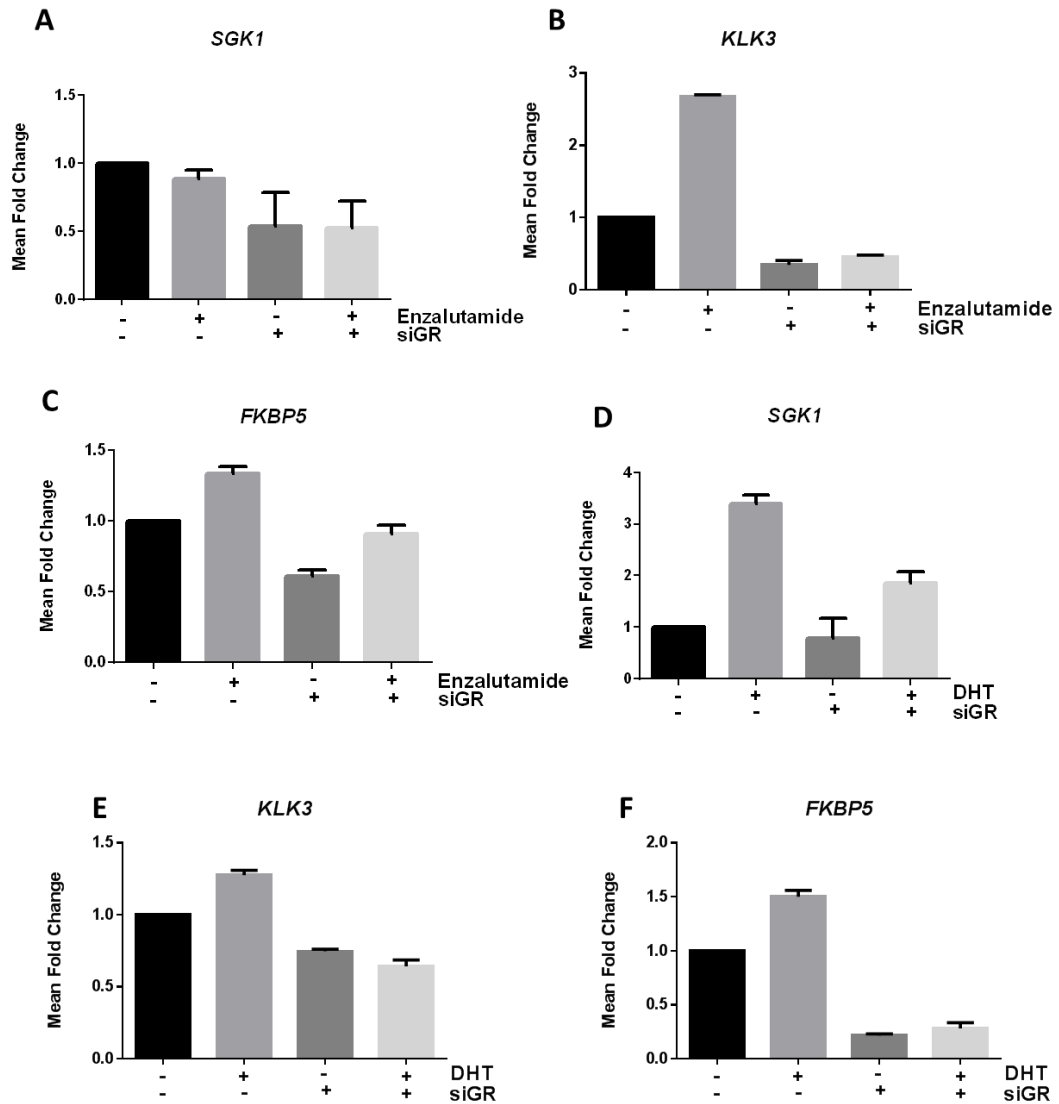 A
SGK1
Mean Fold Change
1.5
1.0
0.5
0.0
- + - + Enzalutamide
- - + + siGR
B
KLK3
Mean Fold Change
3
2
1
0
- + - + Enzalutamide
- - + + siGR
C
FKBP5
Mean Fold Change
1.5
1.0
0.5
0.0
- + - + Enzalutamide
- - + + siGR
D
SGK1
Mean Fold Change
4
3
2
1
0
- + - + DHT
- - + + siGR
E
KLK3
Mean Fold Change
1.5
1.0
0.5
0.0
- + - + DHT
- - + + siGR
F
FKBP5
Mean Fold Change
2.0
1.5
1.0
0.5
0.0
- + - + DHT
- - + + siGR